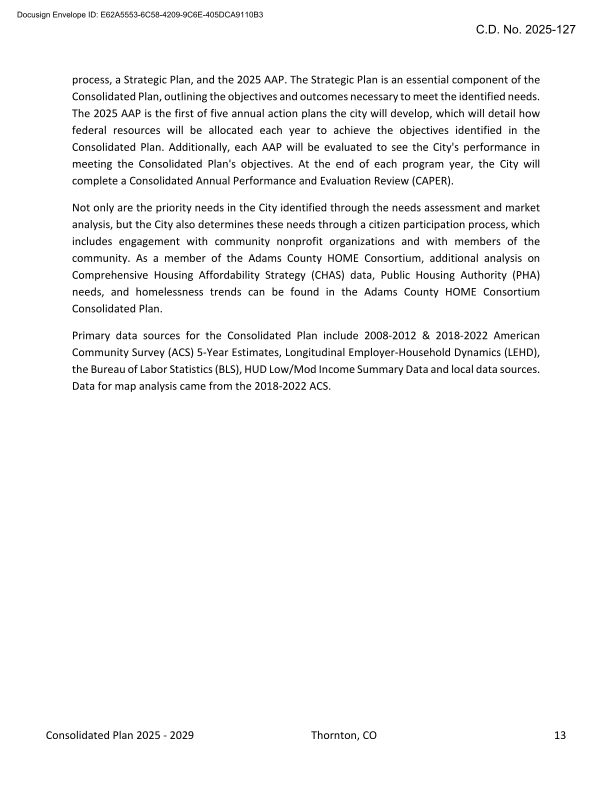 Docusign Envelope ID: E62A5553-6C58-4209-9C6E-405DCA9110B3
C.D. No. 2025-127
process, a Strategic Plan, and the 2025 AAP. The Strategic Plan is an essential component of the
Consolidated Plan, outlining the objectives and outcomes necessary to meet the identified needs.
The 2025 AAP is the first of five annual action plans the city will develop, which will detail how
federal resources will be allocated each year to achieve the objectives identified in the
Consolidated Plan. Additionally, each AAP will be evaluated to see the City's performance in
meeting the Consolidated Plan's objectives. At the end of each program year, the City will
complete a Consolidated Annual Performance and Evaluation Review (CAPER).
Not only are the priority needs in the City identified through the needs assessment and market
analysis, but the City also determines these needs through a citizen participation process, which
includes engagement with community nonprofit organizations and with members of the
community. As a member of the Adams County HOME Consortium, additional analysis on
Comprehensive Housing Affordability Strategy (CHAS) data, Public Housing Authority (PHA)
needs, and homelessness trends can be found in the Adams County HOME Consortium
Consolidated Plan.
Primary data sources for the Consolidated Plan include 2008-2012 & 2018-2022 American
Community Survey (ACS) 5-Year Estimates, Longitudinal Employer-Household Dynamics (LEHD),
the Bureau of Labor Statistics (BLS), HUD Low/Mod Income Summary Data and local data sources.
Data for map analysis came from the 2018-2022 ACS.
Consolidated Plan 2025 - 2029
Thornton, CO
13